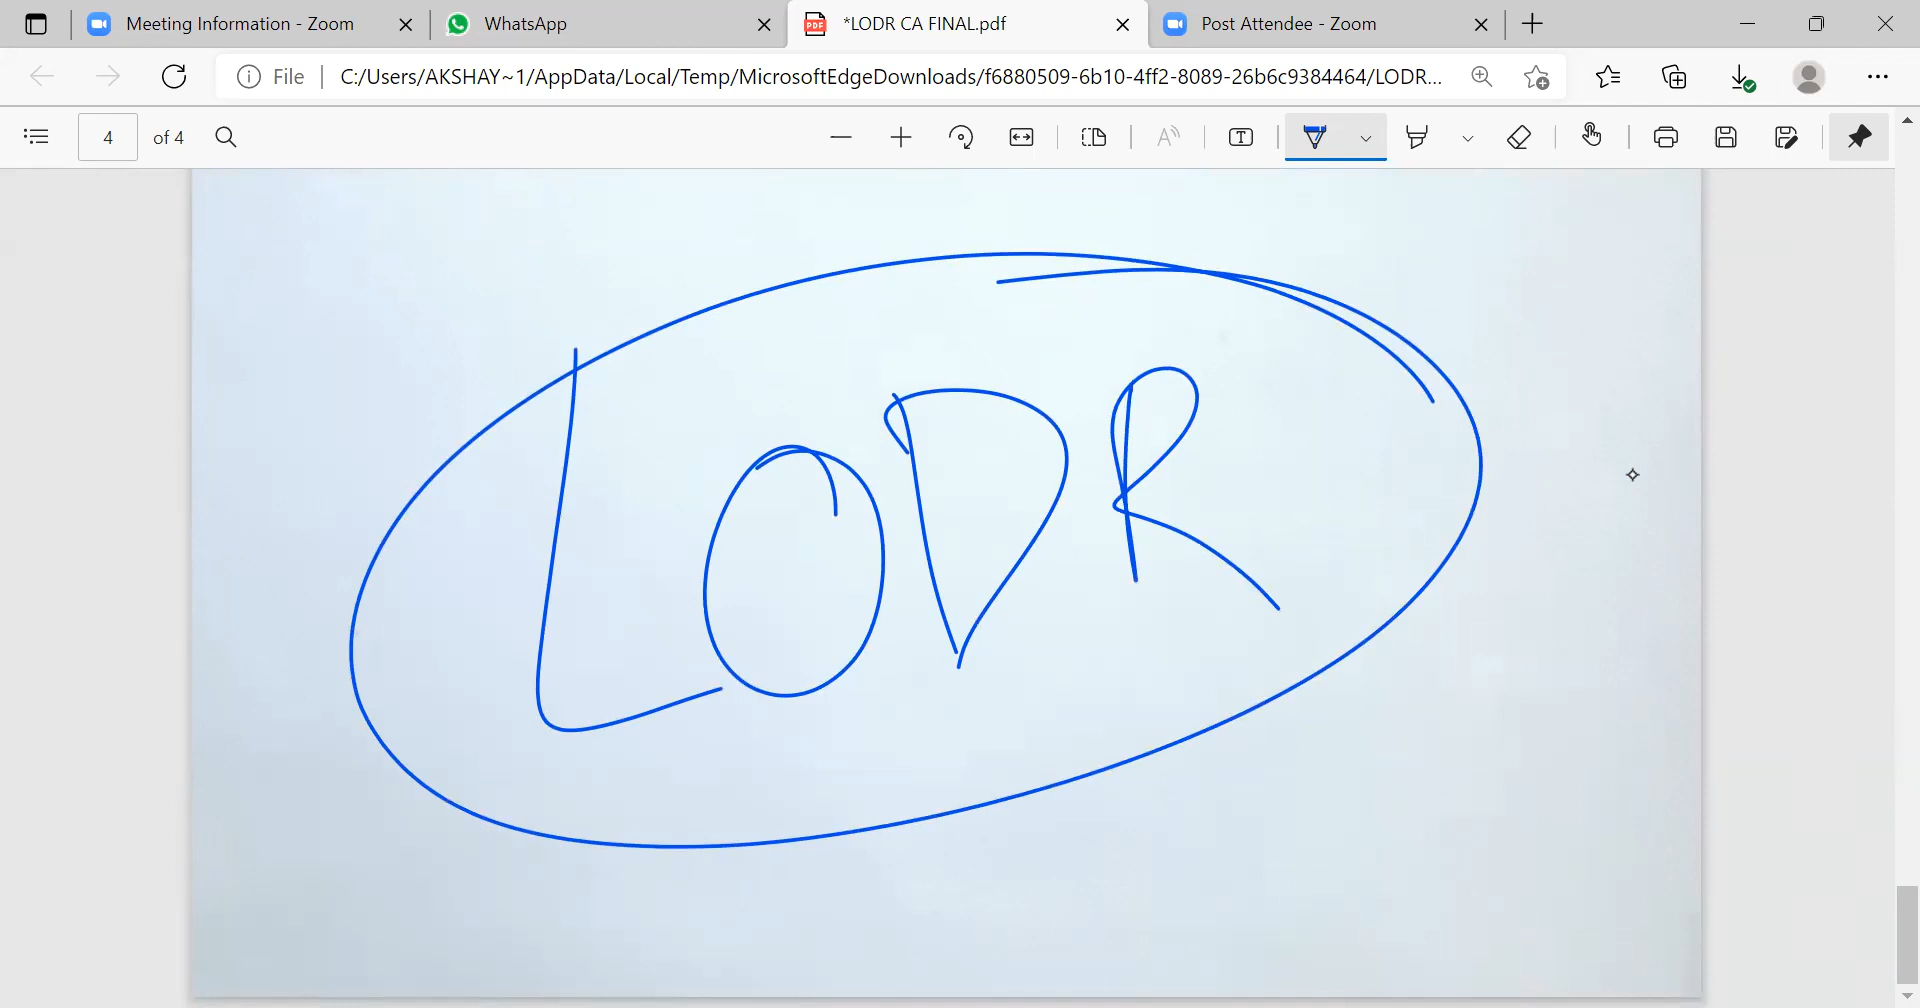 Meeting Information - Zoom
WhatsApp
*LODR CA FINAL.pdf
Post Attendee - Zoom
File
C:/Users/AKSHAY~1/AppData/Local/Temp/MicrosoftEdgeDownloads/f6880509-6b10-4ff2-8089-26b6c9384464/LODR...
4 of 4
LODR